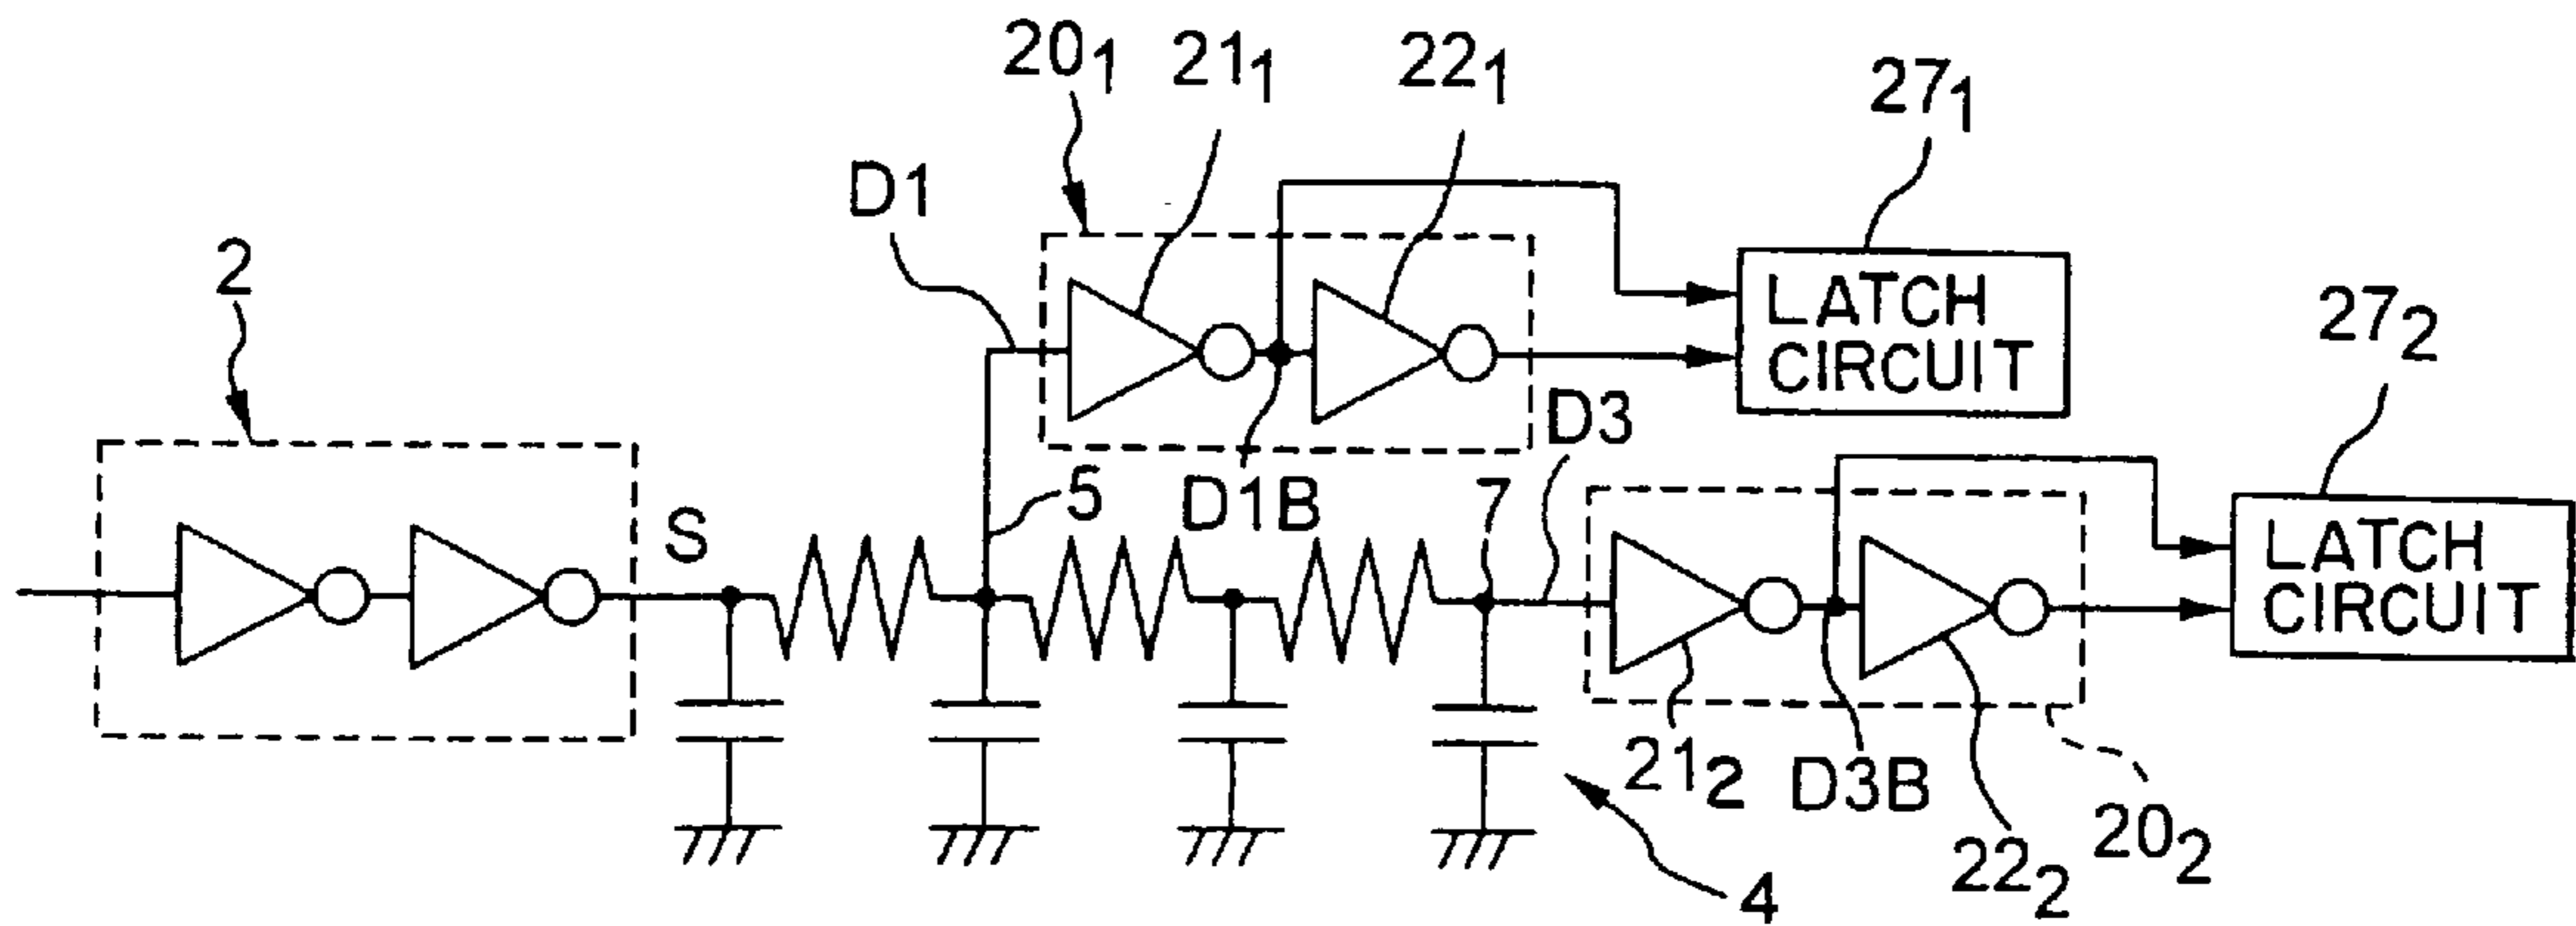 20₁
21₁
22₁
27₁
D1
2
LATCH
CIRCUIT
27₂
D3
S
5
D1B
7
LATCH
CIRCUIT
21₂
D3B
20₂
22₂
4